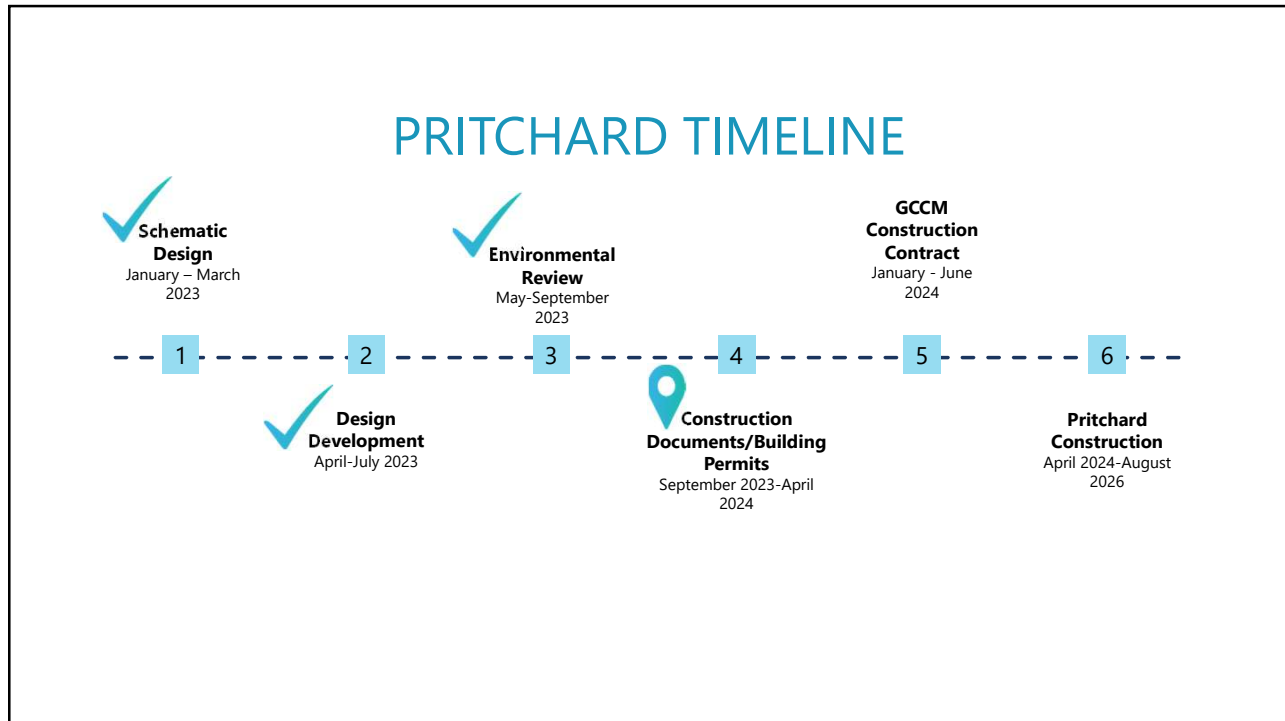 PRITCHARD TIMELINE
Schematic
Design
January – March
2023
Environmental
Review
May-September
2023
GCCM
Construction
Contract
January - June
2024
1
2
3
4
5
6
Design
Development
April-July 2023
Construction
Documents/Building
Permits
September 2023-April
2024
Pritchard
Construction
April 2024-August
2026